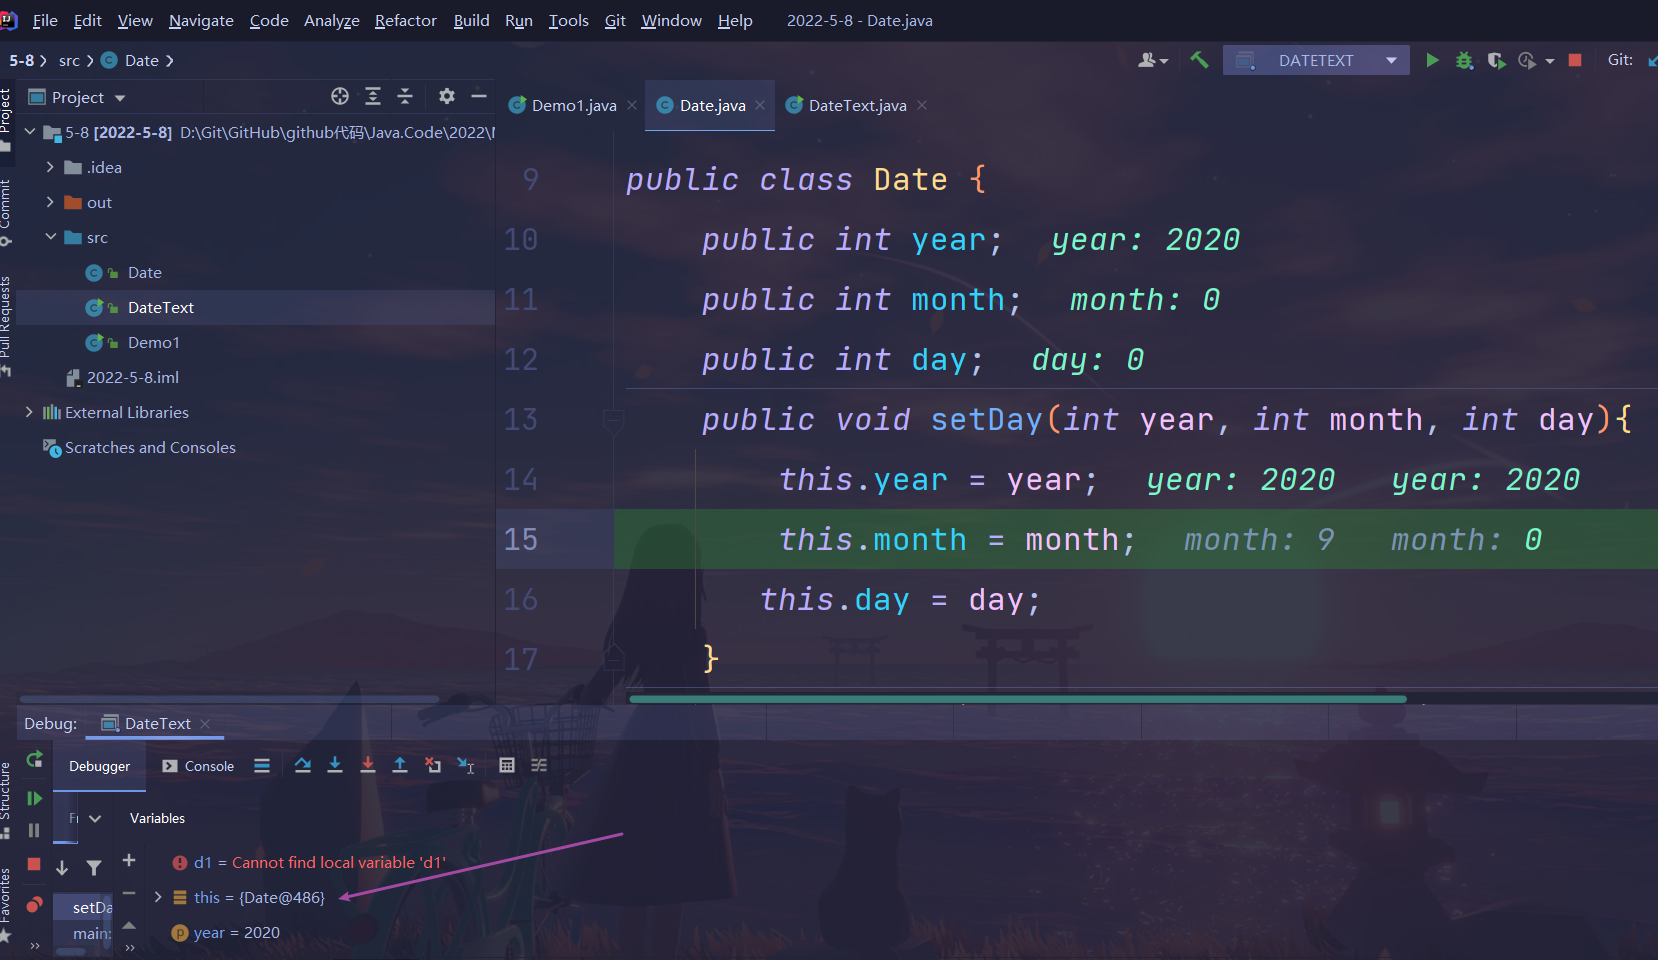 File Edit View Navigate Code Analyze Refactor Build Run Tools Git Window Help 2022-5-8 - Date.java
5-8 src Date
DATETEXT Git:
Project
Demo1.java Date.java DateText.java
5-8 [2022-5-8] D:\Git\GitHub\github代码\Java.Code\2022\
.idea
out
src
Date
DateText
Demo1
2022-5-8.iml
External Libraries
Scratches and Consoles
Project
Commit
Pull Requests
Structure
Favorites
9 public class Date {
10 public int year; year: 2020
11 public int month; month: 0
12 public int day; day: 0
13 public void setDay(int year, int month, int day){
14 this.year = year; year: 2020 year: 2020
15 this.month = month; month: 9 month: 0
16 this.day = day;
17 }
Debug: DateText
Debugger Console
Variables
d1 = Cannot find local variable 'd1'
this = {Date@486}
year = 2020
setDa
main: